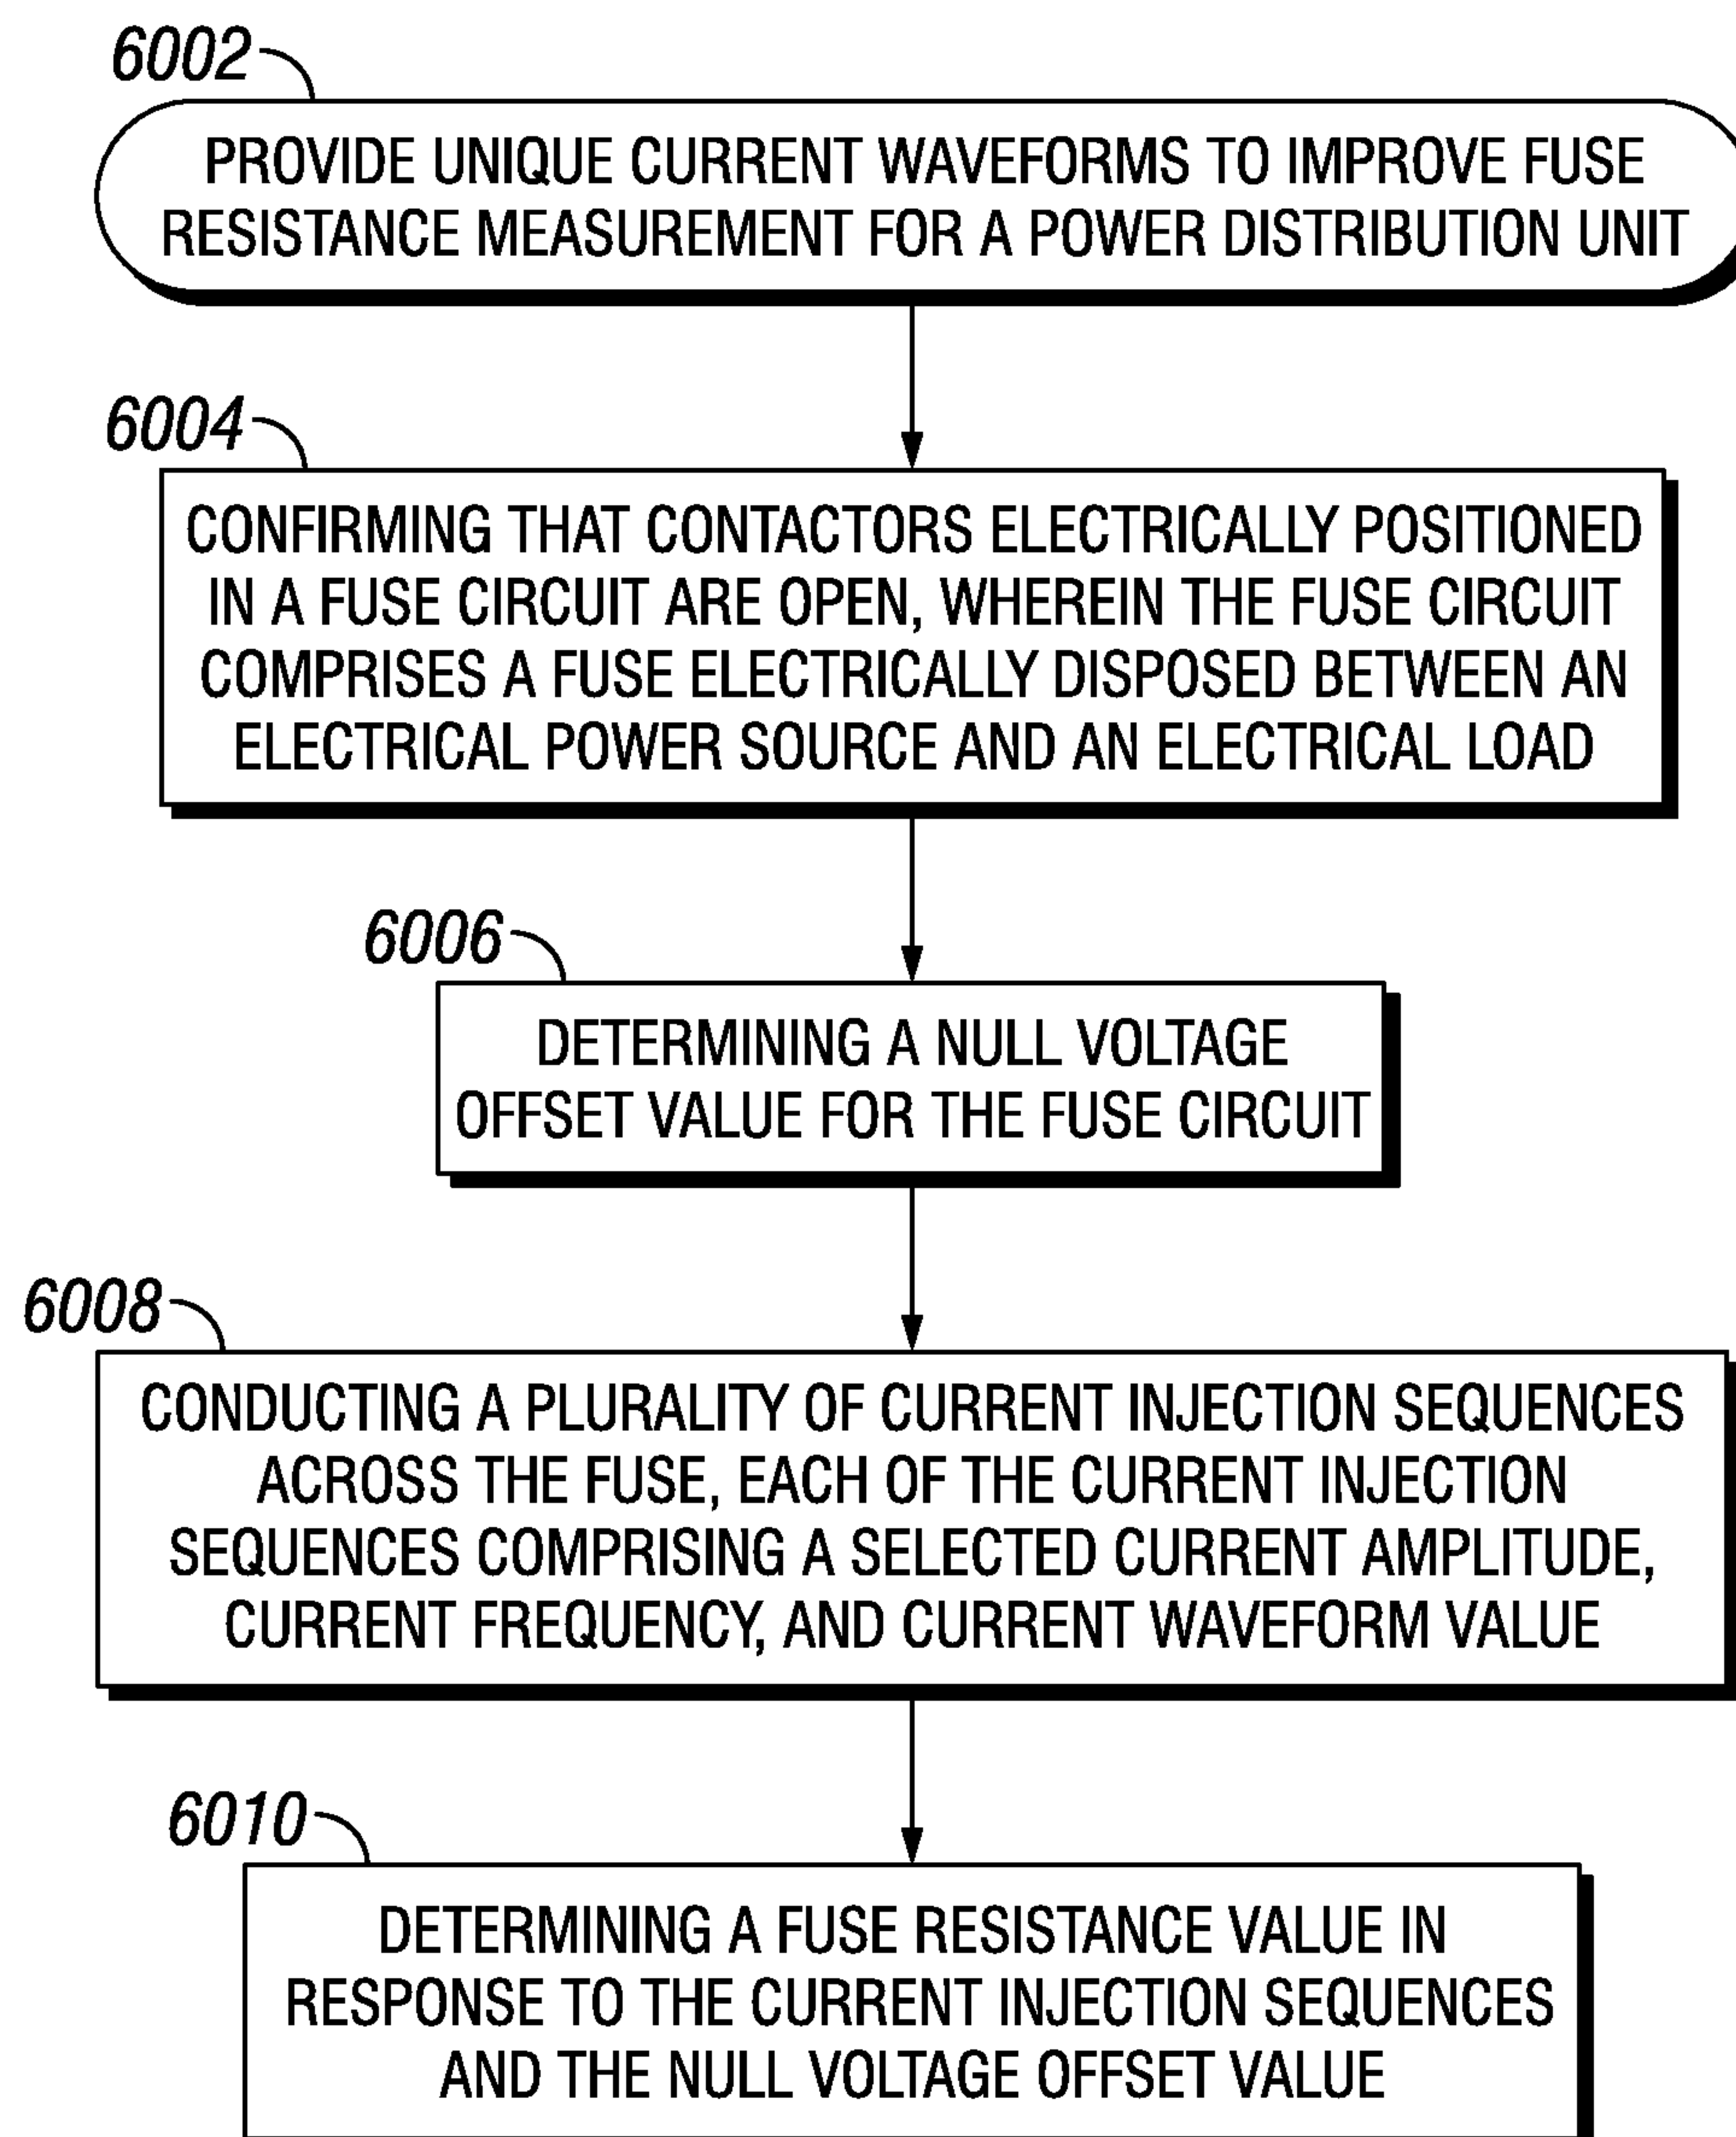 6002
PROVIDE UNIQUE CURRENT WAVEFORMS TO IMPROVE FUSE
RESISTANCE MEASUREMENT FOR A POWER DISTRIBUTION UNIT
6004
CONFIRMING THAT CONTACTORS ELECTRICALLY POSITIONED
IN A FUSE CIRCUIT ARE OPEN, WHEREIN THE FUSE CIRCUIT
COMPRISES A FUSE ELECTRICALLY DISPOSED BETWEEN AN
ELECTRICAL POWER SOURCE AND AN ELECTRICAL LOAD
6006
DETERMINING A NULL VOLTAGE
OFFSET VALUE FOR THE FUSE CIRCUIT
6008
CONDUCTING A PLURALITY OF CURRENT INJECTION SEQUENCES
ACROSS THE FUSE, EACH OF THE CURRENT INJECTION
SEQUENCES COMPRISING A SELECTED CURRENT AMPLITUDE,
CURRENT FREQUENCY, AND CURRENT WAVEFORM VALUE
6010
DETERMINING A FUSE RESISTANCE VALUE IN
RESPONSE TO THE CURRENT INJECTION SEQUENCES
AND THE NULL VOLTAGE OFFSET VALUE